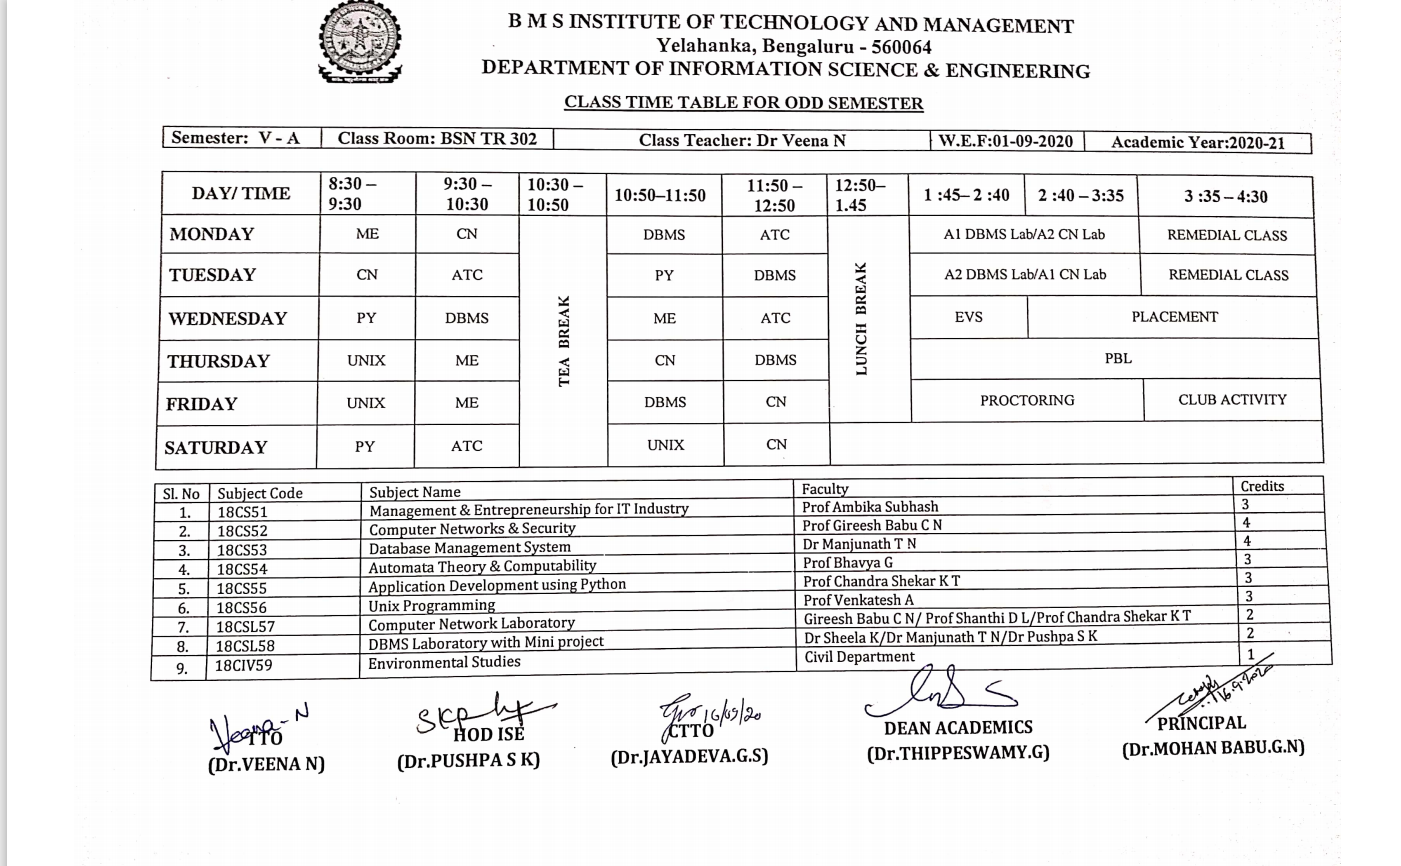 B M S INSTITUTE OF TECHNOLOGY AND MANAGEMENT
Yelahanka, Bengaluru - 560064
DEPARTMENT OF INFORMATION SCIENCE & ENGINEERING
CLASS TIME TABLE FOR ODD SEMESTER
Semester: V - A Class Room: BSN TR 302 Class Teacher: Dr Veena N W.E.F:01-09-2020 Academic Year:2020-21
DAY/ TIME 8:30 – 9:30 9:30 – 10:30 10:30 – 10:50 10:50–11:50 11:50 – 12:50 12:50– 1.45 1 :45– 2 :40 2 :40 – 3:35 3 :35 – 4:30
MONDAY ME CN DBMS ATC A1 DBMS Lab/A2 CN Lab REMEDIAL CLASS
TUESDAY CN ATC PY DBMS A2 DBMS Lab/A1 CN Lab REMEDIAL CLASS
WEDNESDAY PY DBMS ME ATC EVS PLACEMENT
THURSDAY UNIX ME CN DBMS PBL
FRIDAY UNIX ME DBMS CN PROCTORING CLUB ACTIVITY
SATURDAY PY ATC UNIX CN
TEA BREAK
LUNCH BREAK
Sl. No Subject Code Subject Name Faculty Credits
1. 18CS51 Management & Entrepreneurship for IT Industry Prof Ambika Subhash 3
2. 18CS52 Computer Networks & Security Prof Gireesh Babu C N 4
3. 18CS53 Database Management System Dr Manjunath T N 4
4. 18CS54 Automata Theory & Computability Prof Bhavya G 3
5. 18CS55 Application Development using Python Prof Chandra Shekar K T 3
6. 18CS56 Unix Programming Prof Venkatesh A 3
7. 18CSL57 Computer Network Laboratory Gireesh Babu C N/ Prof Shanthi D L/Prof Chandra Shekar K T 2
8. 18CSL58 DBMS Laboratory with Mini project Dr Sheela K/Dr Manjunath T N/Dr Pushpa S K 2
9. 18CIV59 Environmental Studies Civil Department 1
Veena-N 16/09/20 16.9.2020
TTO HOD ISE CTTO DEAN ACADEMICS PRINCIPAL
(Dr.VEENA N) (Dr.PUSHPA S K) (Dr.JAYADEVA.G.S) (Dr.THIPPESWAMY.G) (Dr.MOHAN BABU.G.N)